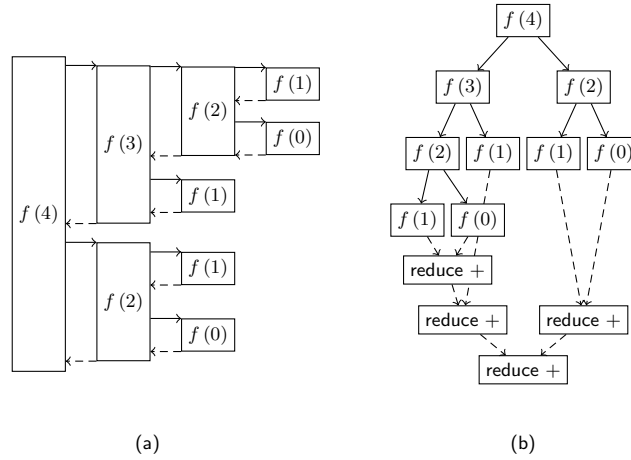 f (4)
f (3)
f (2)
f (1)
f (0)
f (1)
f (2)
f (1)
f (0)
(a)
f (4)
f (3)
f (2)
f (2)
f (1)
f (1)
f (0)
f (1)
f (0)
reduce +
reduce +
reduce +
reduce +
(b)